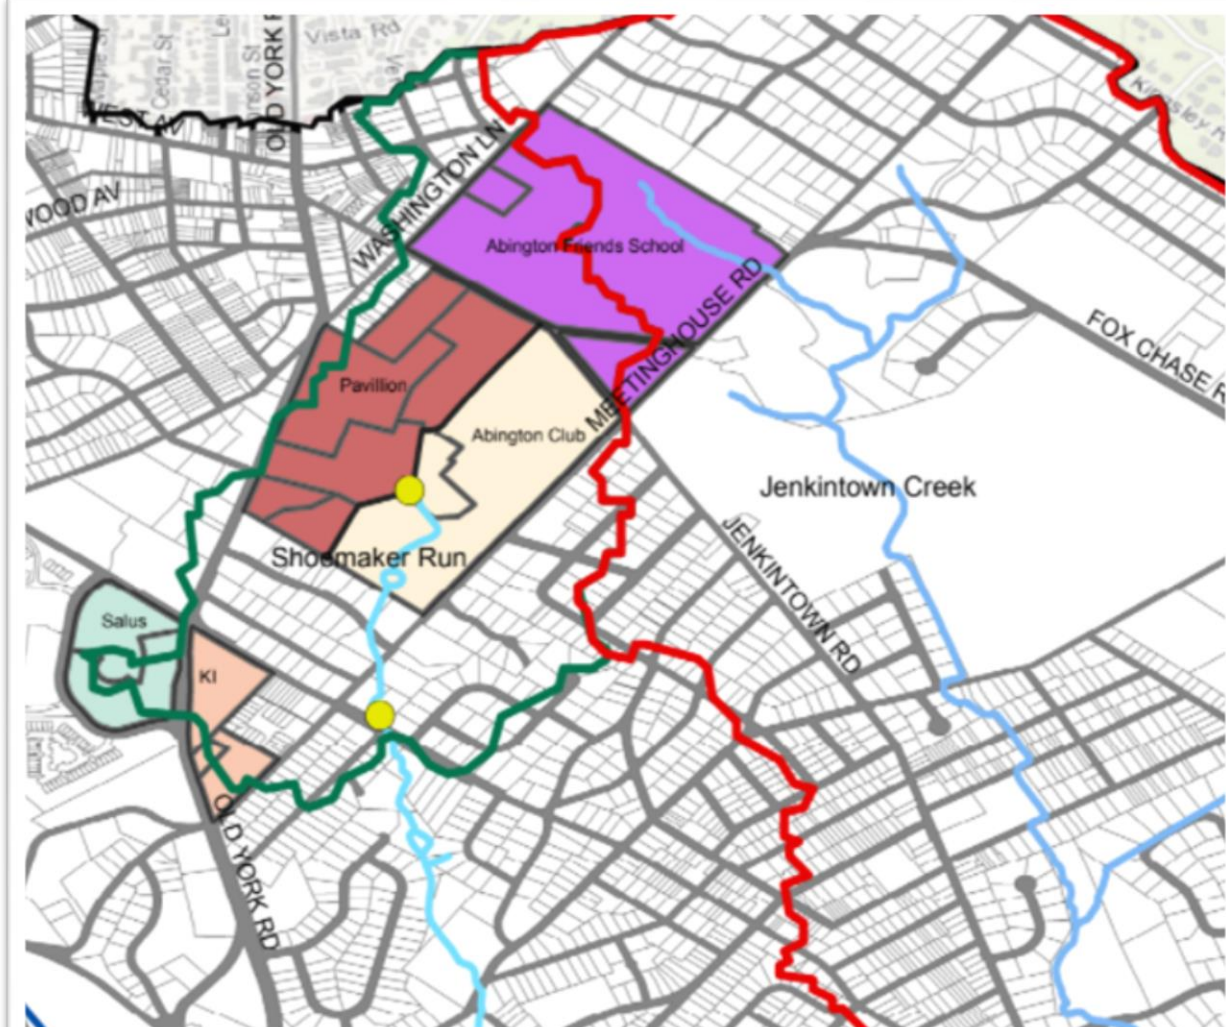 Vista Rd
Cedar St
OLD YORK R
WEST AV
WASHINGTON LN
WOOD AV
Kingsley R
Abington Friends School
MEETINGHOUSE RD
FOX CHASE R
Pavillion
Abington Club
Jenkintown Creek
Shoemaker Run
JENKINTOWN RD
Salus
KI
OLD YORK RD